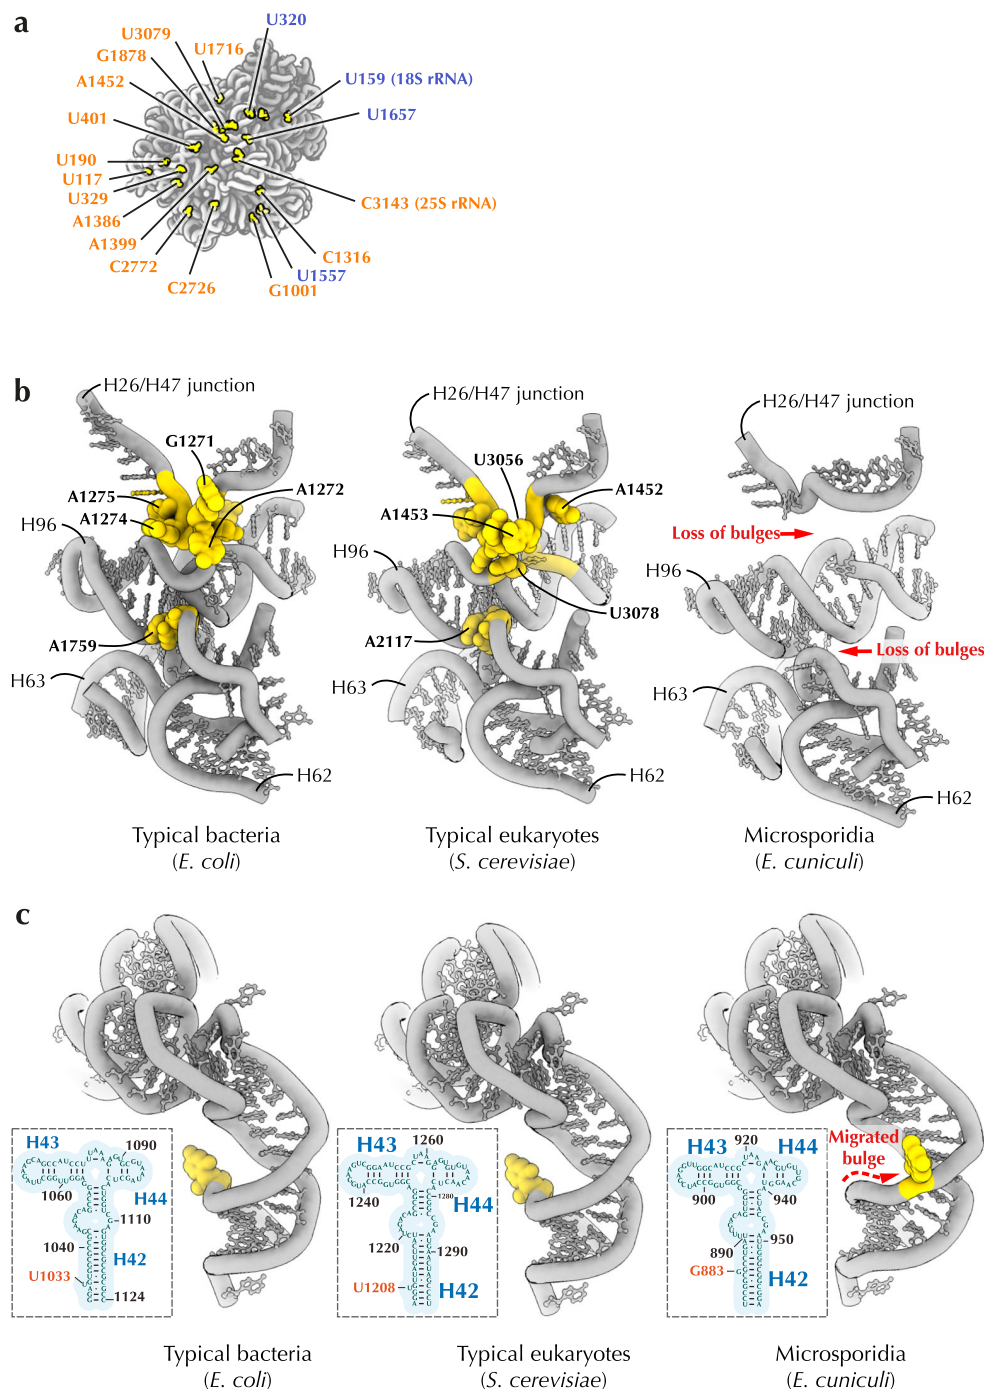 a
U320
U3079
U1716
G1878
A1452
U159 (18S rRNA)
U401
U1657
U190
U117
U329
C3143 (25S rRNA)
A1386
A1399
C1316
C2772
U1557
C2726
G1001
b
H26/H47 junction
G1271
A1275
A1272
A1274
H96
A1759
H63
H62
Typical bacteria
(E. coli)
H26/H47 junction
U3056
A1452
A1453
H96
U3078
A2117
H63
H62
Typical eukaryotes
(S. cerevisiae)
H26/H47 junction
Loss of bulges
H96
Loss of bulges
H63
H62
Microsporidia
(E. cuniculi)
c
H43
1090
1060
H44
1110
1040
H42
U1033
1124
Typical bacteria
(E. coli)
1260
H43
1240
1280
H44
1220
1290
U1208
H42
Typical eukaryotes
(S. cerevisiae)
920
H43
H44
Migrated
bulge
900
940
890
950
G883
H42
Microsporidia
(E. cuniculi)